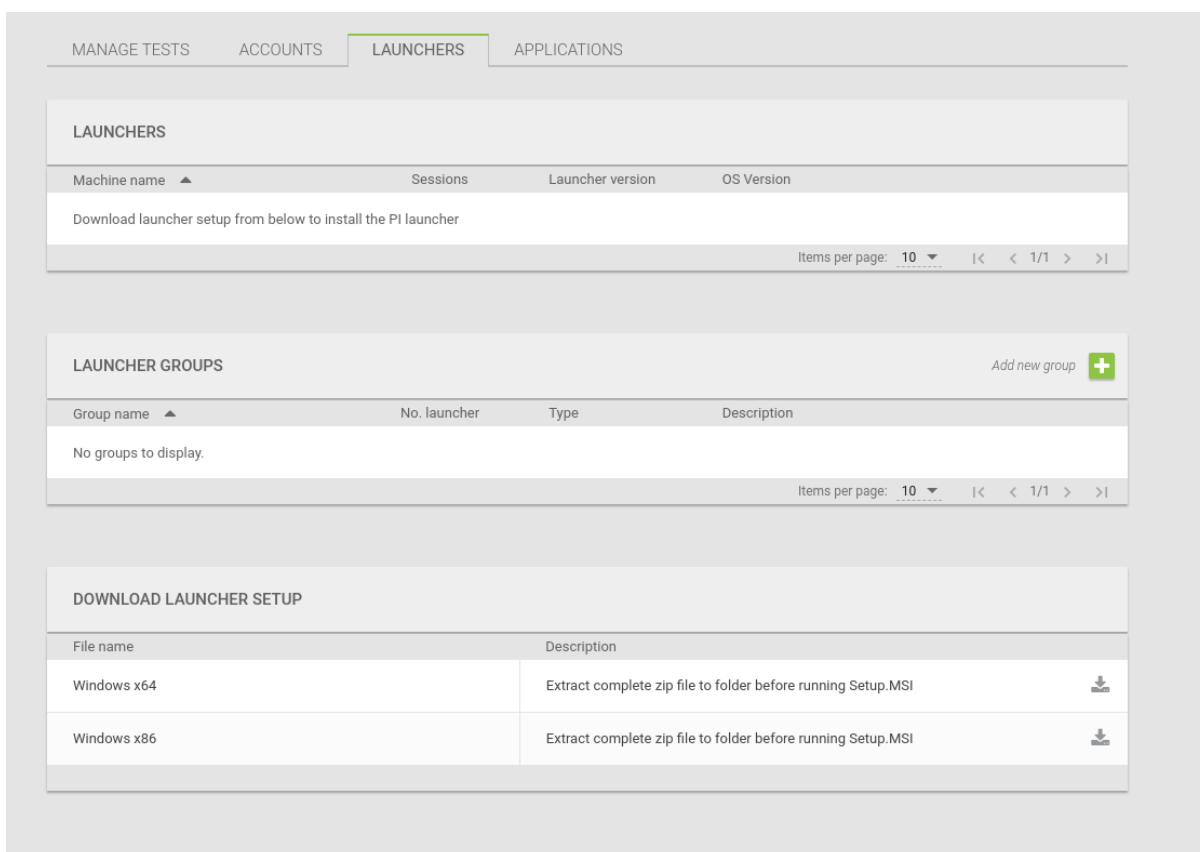 MANAGE TESTS ACCOUNTS LAUNCHERS APPLICATIONS
LAUNCHERS
Machine name Sessions Launcher version OS Version
Download launcher setup from below to install the PI launcher
Items per page: 10 1/1
LAUNCHER GROUPS Add new group
Group name No. launcher Type Description
No groups to display.
Items per page: 10 1/1
DOWNLOAD LAUNCHER SETUP
File name Description
Windows x64 Extract complete zip file to folder before running Setup.MSI
Windows x86 Extract complete zip file to folder before running Setup.MSI